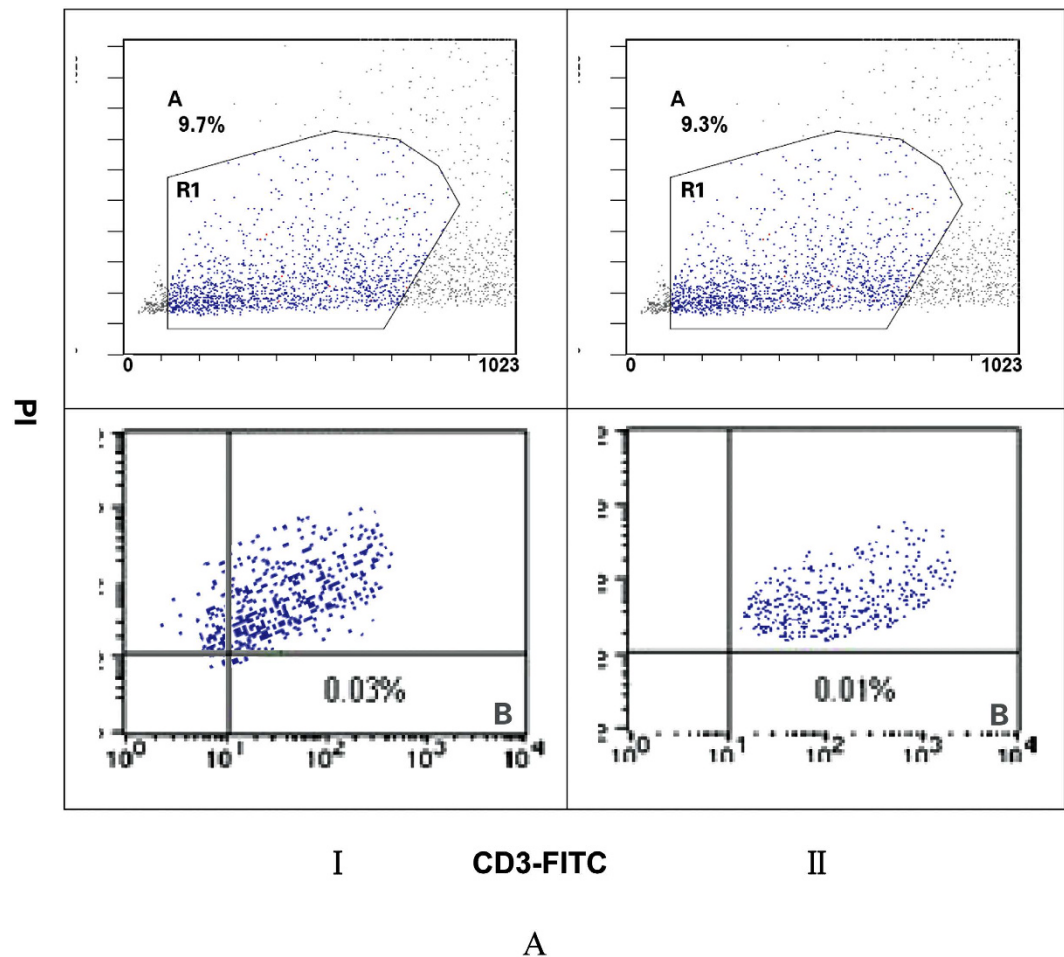 A
9.7%
R1
0 1023
A
9.3%
R1
0 1023
PI
0.03%
B
10⁰ 10¹ 10² 10³ 10⁴
0.01%
B
10⁰ 10¹ 10² 10³ 10⁴
I CD3-FITC II
A